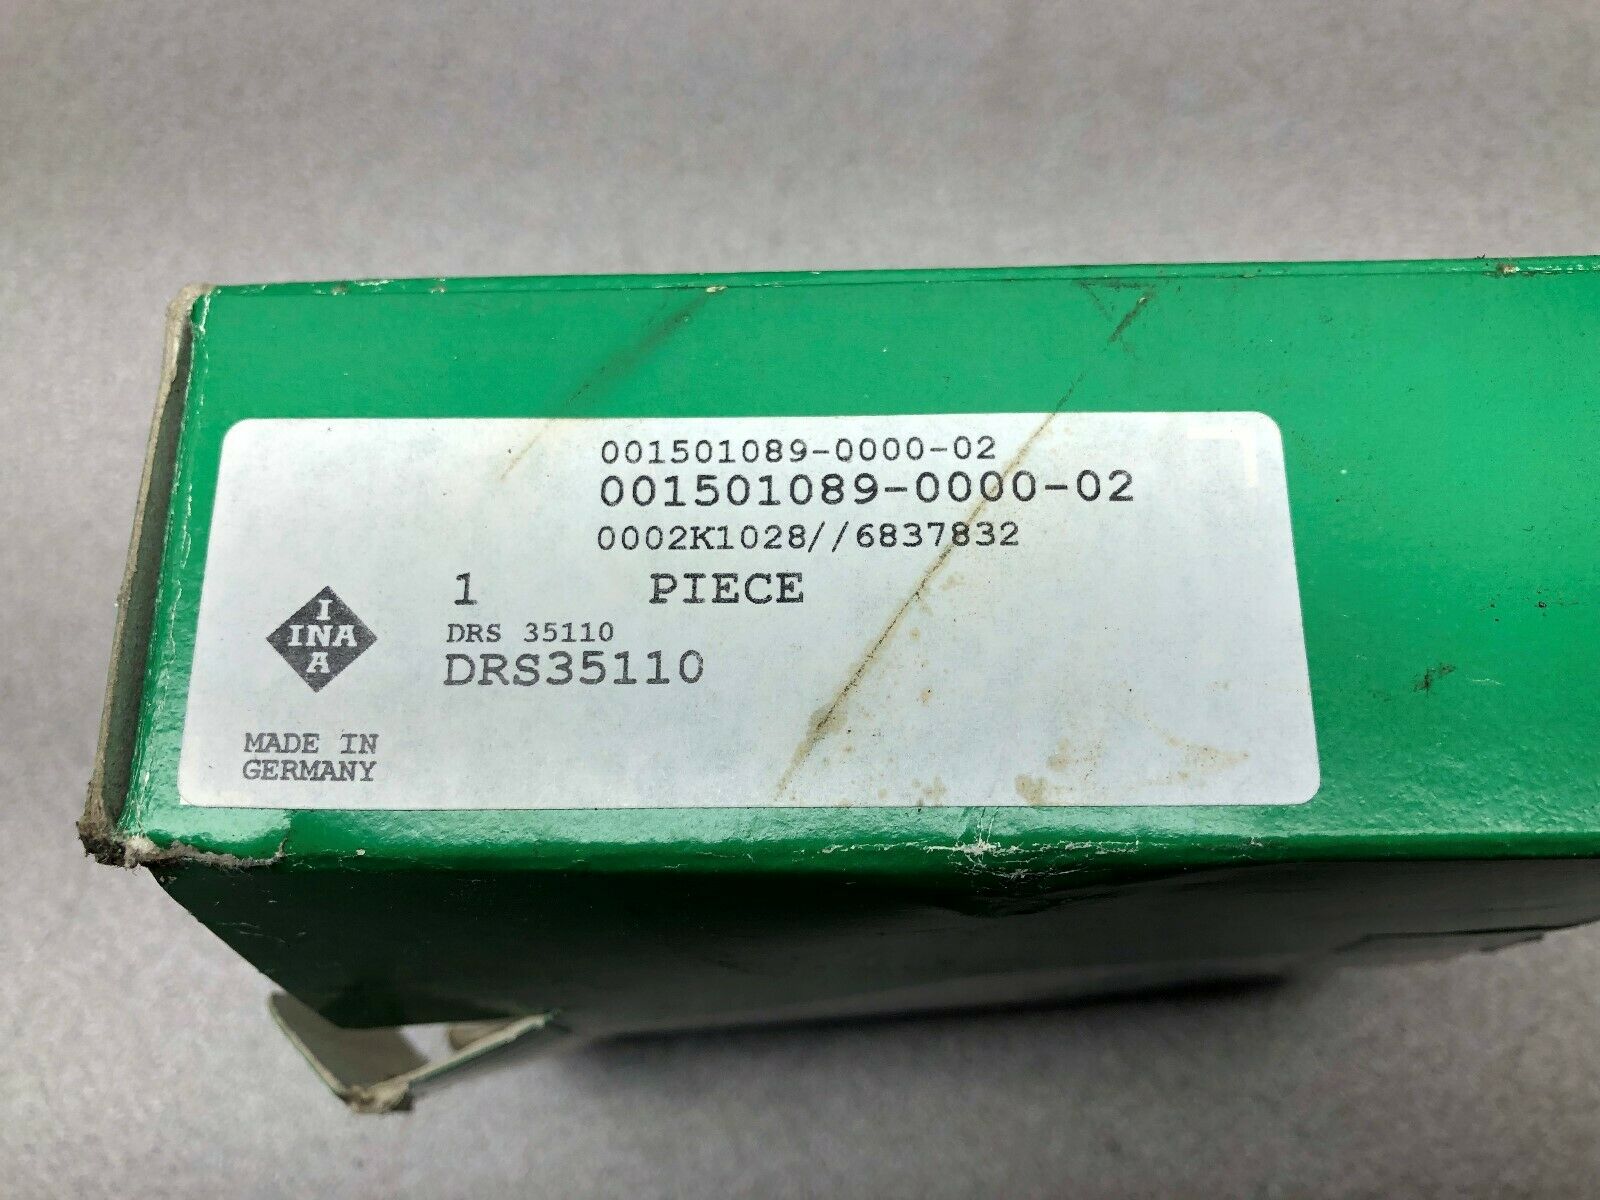 001501089-0000-02
001501089-0000-02
0002K1028//6837832
1 PIECE
I
INA
A
DRS 35110
DRS35110
MADE IN
GERMANY